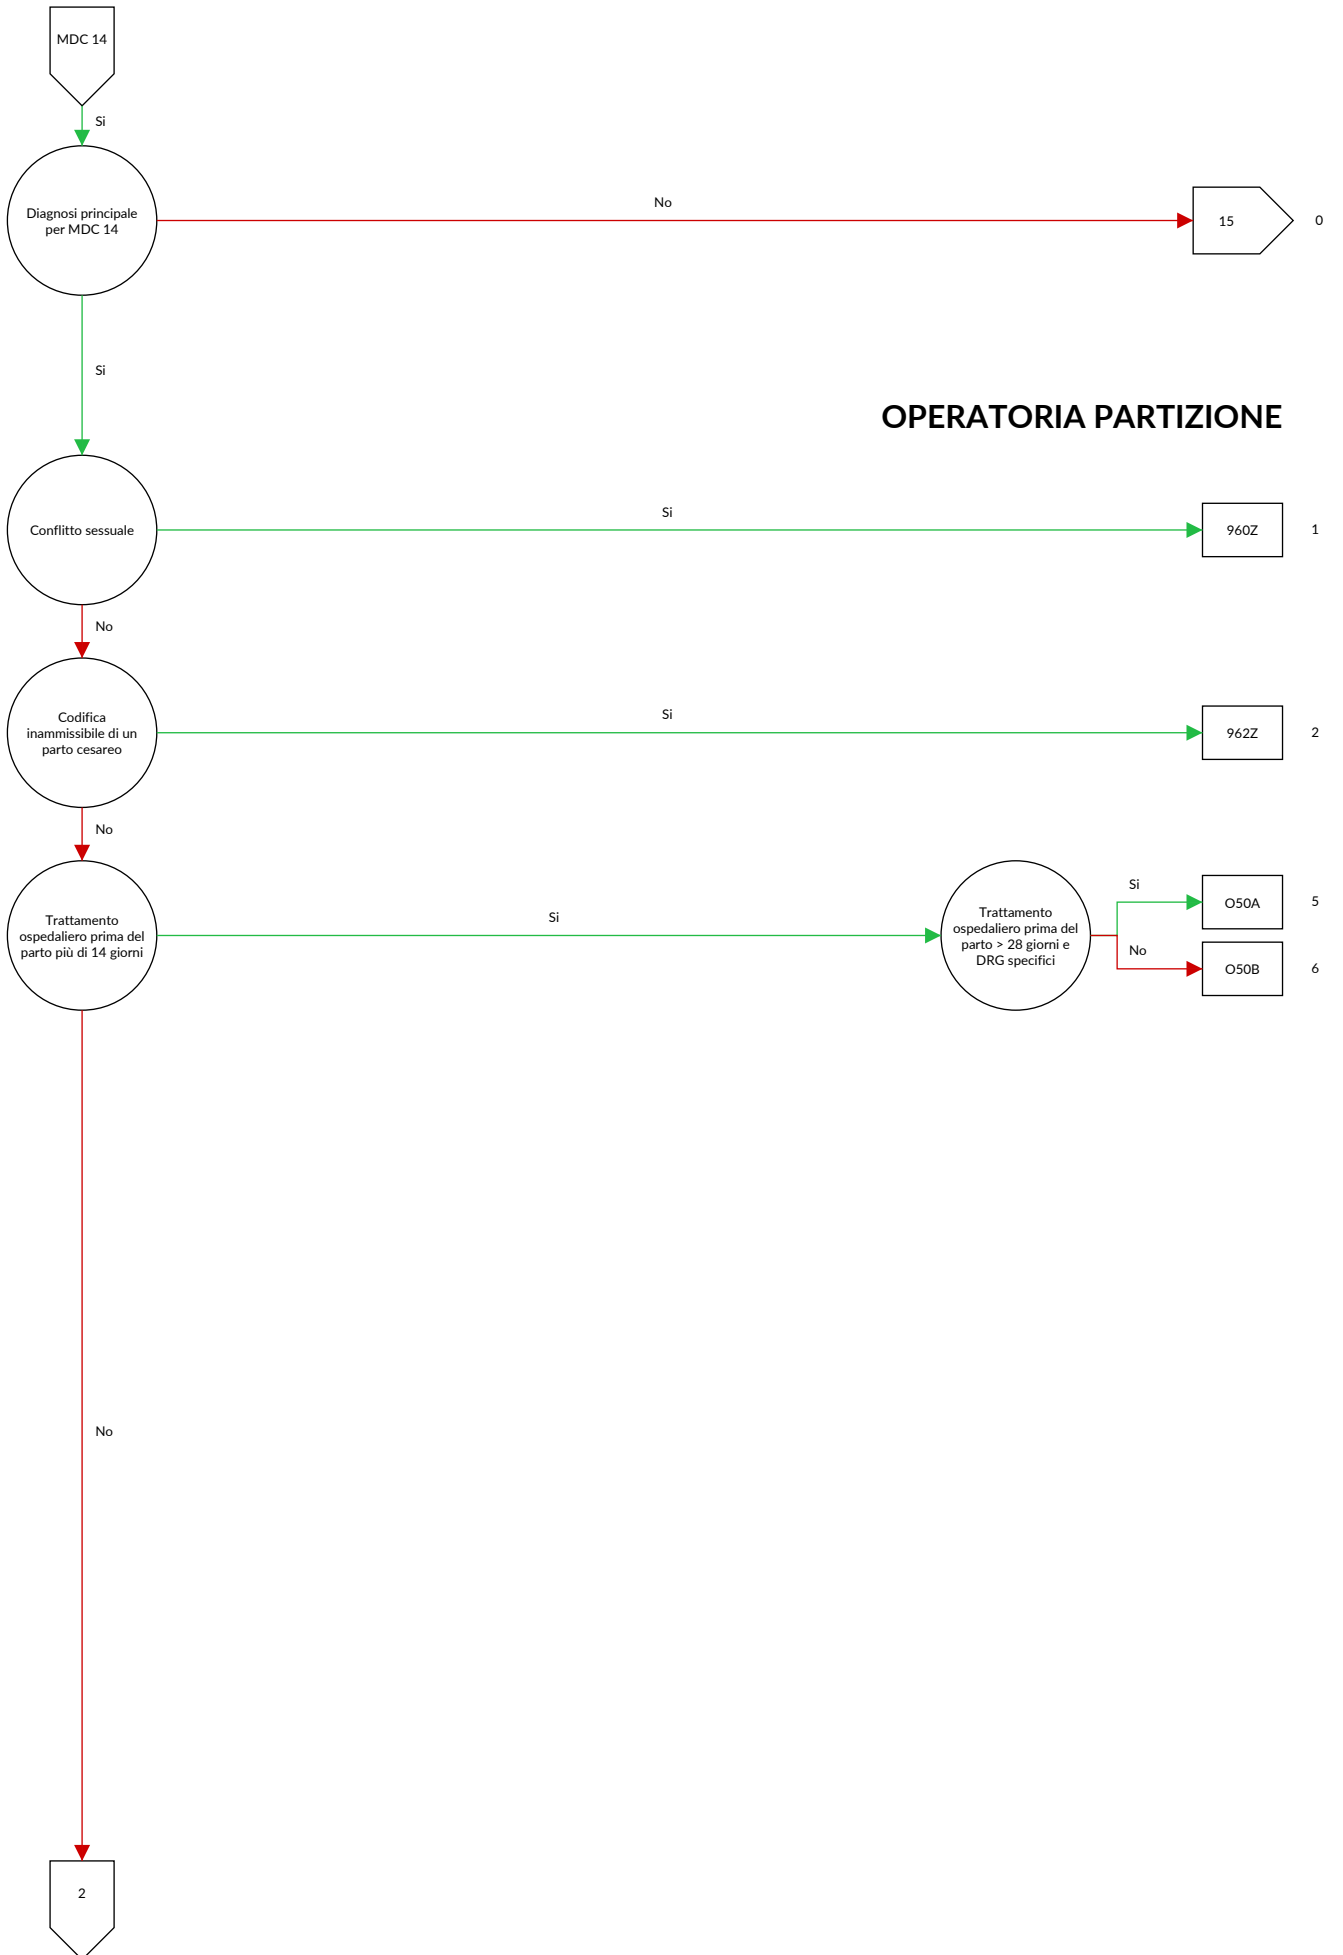 MDC 14
Si
Diagnosi principale
per MDC 14
No
15
0
Si
OPERATORIA PARTIZIONE
Conflitto sessuale
Si
960Z
1
No
Codifica
inammissibile di un
parto cesareo
Si
962Z
2
No
Trattamento
ospedaliero prima del
parto più di 14 giorni
Si
Trattamento
ospedaliero prima del
parto > 28 giorni e
DRG specifici
Si
O50A
5
No
O50B
6
No
2